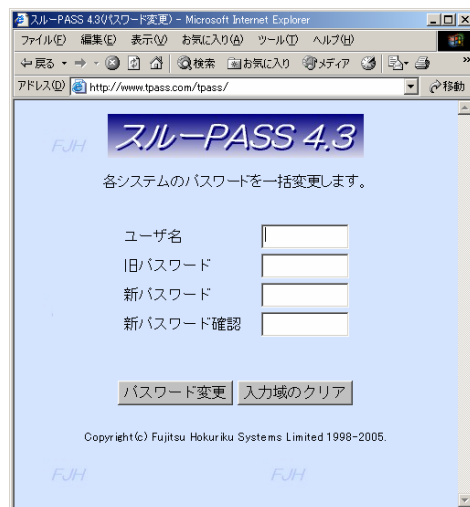 スルーPASS 4.3(パスワード変更) - Microsoft Internet Explorer
ファイル(F) 編集(E) 表示(V) お気に入り(A) ツール(T) ヘルプ(H)
戻る 検索 お気に入り メディア »
アドレス(D) http://www.tpass.com/tpass/ 移動
FJH
スルーPASS 4.3
各システムのパスワードを一括変更します。
ユーザ名
旧パスワード
新パスワード
新パスワード確認
パスワード変更 入力域のクリア
Copyright(c) Fujitsu Hokuriku Systems Limited 1998-2005.
FJH FJH